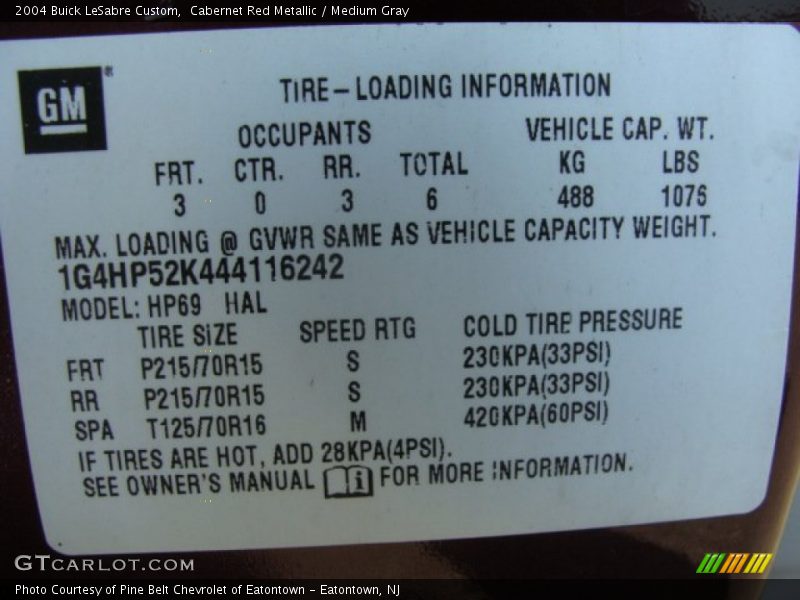 2004 Buick LeSabre Custom,  Cabernet Red Metallic / Medium Gray
GM®
TIRE–LOADING INFORMATION
OCCUPANTS VEHICLE CAP. WT.
FRT. CTR. RR. TOTAL KG LBS
3 0 3 6 488 1076
MAX. LOADING @ GVWR SAME AS VEHICLE CAPACITY WEIGHT.
1G4HP52K444116242
MODEL: HP69 HAL
TIRE SIZE SPEED RTG COLD TIRE PRESSURE
FRT P215/70R15 S 230KPA(33PSI)
RR P215/70R15 S 230KPA(33PSI)
SPA T125/70R16 M 420KPA(60PSI)
IF TIRES ARE HOT, ADD 28KPA(4PSI).
SEE OWNER'S MANUAL i FOR MORE INFORMATION.
GTCARLOT.COM
Photo Courtesy of Pine Belt Chevrolet of Eatontown – Eatontown, NJ